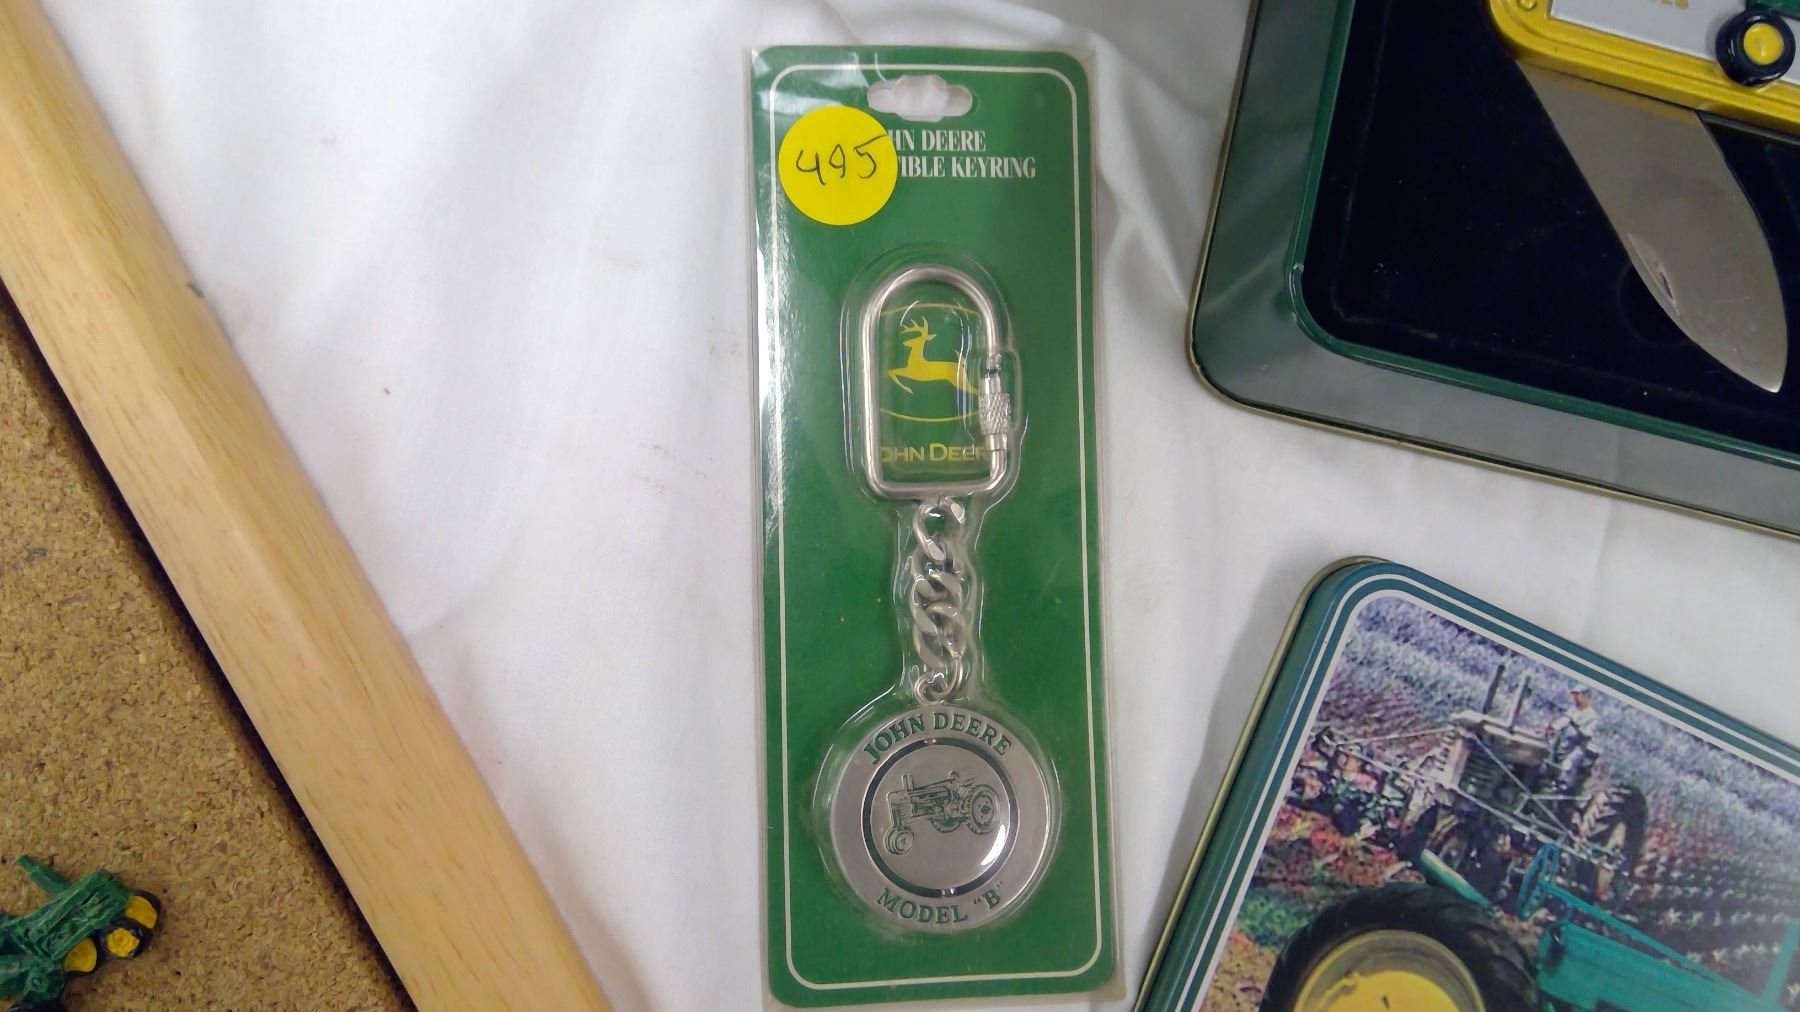 495
HN DEERE
TIBLE KEYRING
JOHN DEERE
JOHN DEERE
MODEL "B"